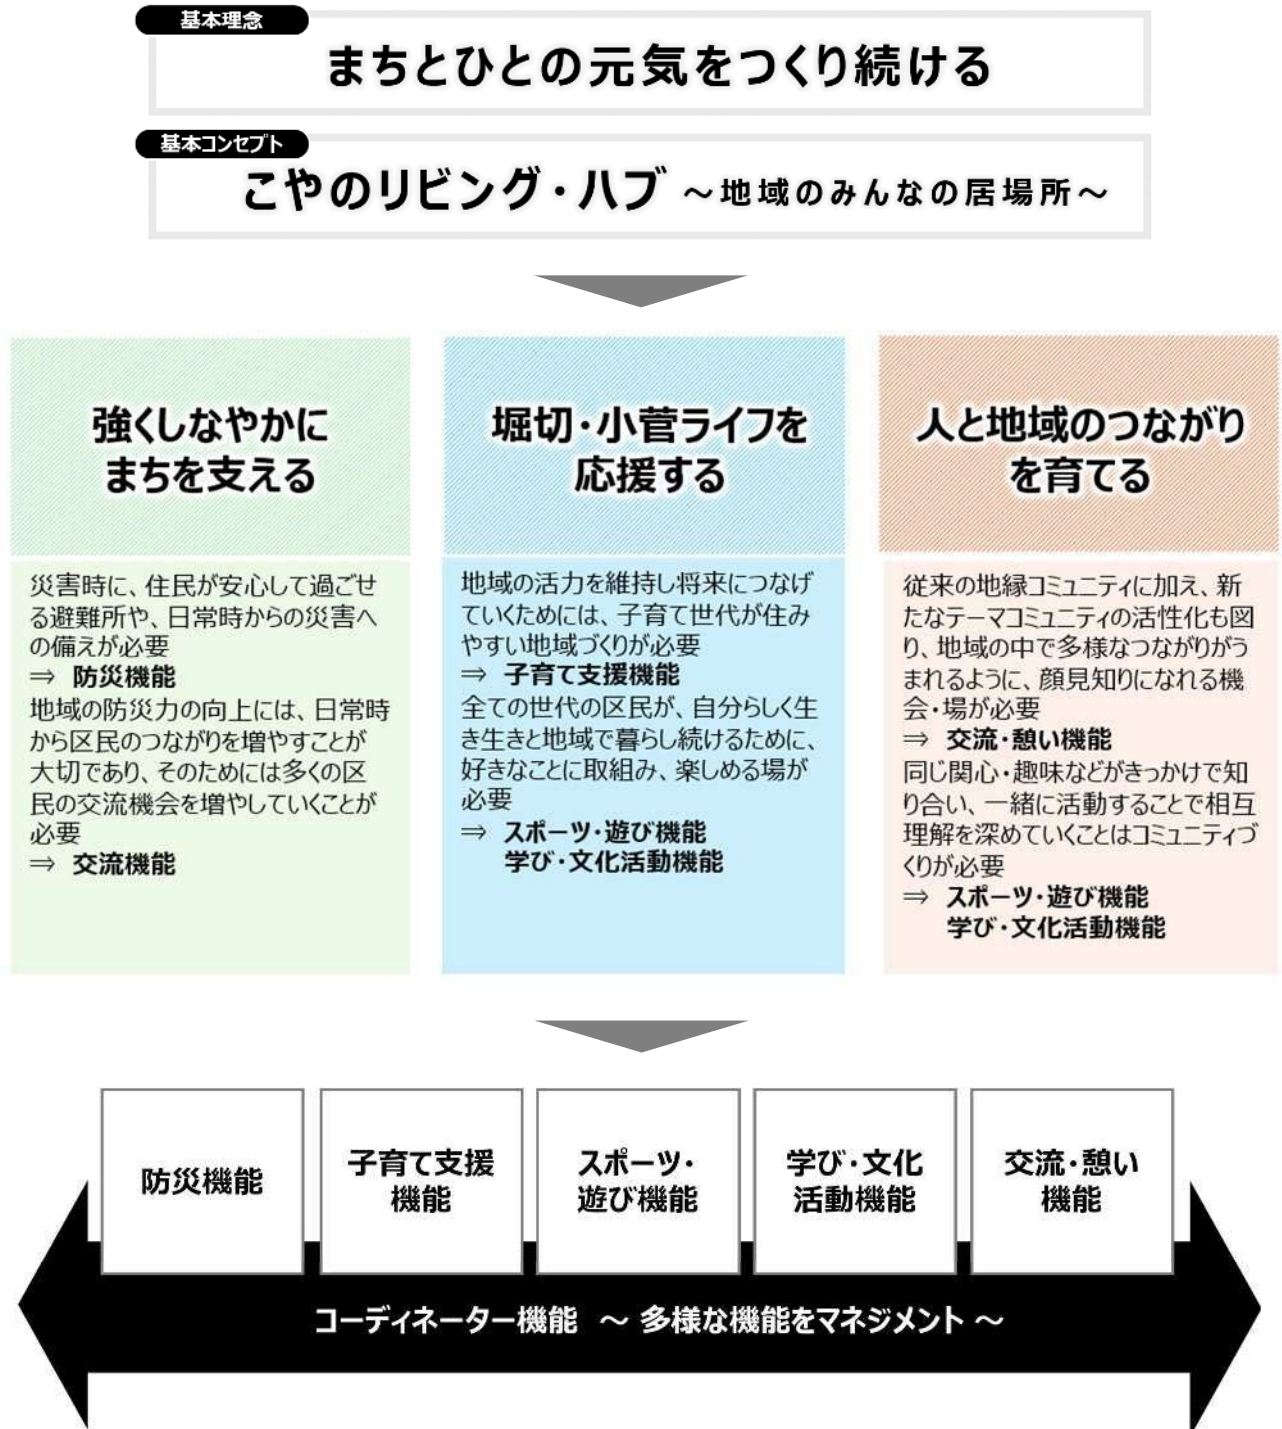 基本理念
まちとひとの元気をつくり続ける
基本コンセプト
こやのリビング・ハブ ～地域のみんなの居場所～
強くしなやかに
まちを支える
災害時に、住民が安心して過ごせ
る避難所や、日常時からの災害へ
の備えが必要
⇒ 防災機能
地域の防災力の向上には、日常時
から区民のつながりを増やすことが
大切であり、そのためには多くの区
民の交流機会を増やしていくことが
必要
⇒ 交流機能
堀切・小菅ライフを
応援する
地域の活力を維持し将来につなげ
ていくためには、子育て世代が住み
やすい地域づくりが必要
⇒ 子育て支援機能
全ての世代の区民が、自分らしく生
き生きと地域で暮らし続けるために、
好きなことに取組み、楽しめる場が
必要
⇒ スポーツ・遊び機能
学び・文化活動機能
人と地域のつながり
を育てる
従来の地縁コミュニティに加え、新
たなテーマコミュニティの活性化も図
り、地域の中で多様なつながりがう
まれるように、顔見知りになれる機
会・場が必要
⇒ 交流・憩い機能
同じ関心・趣味などがきっかけで知
り合い、一緒に活動することで相互
理解を深めていくことはコミュニティづ
くりが必要
⇒ スポーツ・遊び機能
学び・文化活動機能
防災機能
子育て支援
機能
スポーツ・
遊び機能
学び・文化
活動機能
交流・憩い
機能
コーディネーター機能 ～ 多様な機能をマネジメント ～